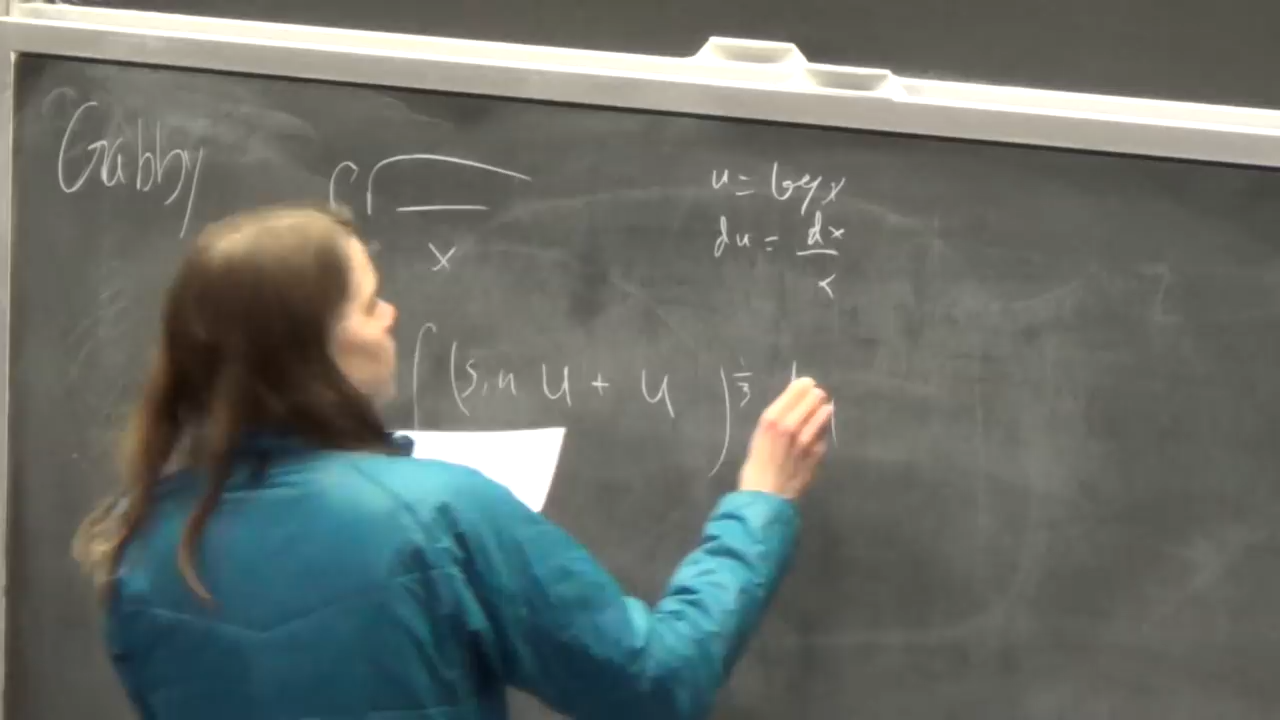 Gabby
∫ √ ‾ / x
u = log x
du = dx / x
∫ (sin u + u )^{1/3} d